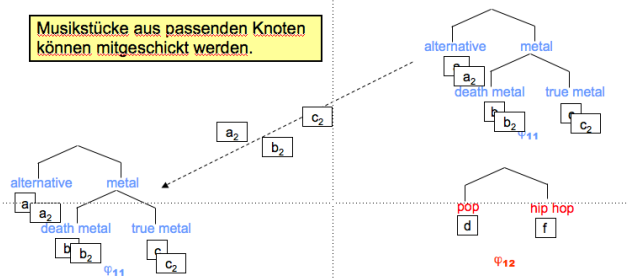 Musikstücke aus passenden Knoten
können mitgeschickt werden.
alternative metal
a₂
death metal true metal
b b₂ c c₂
φ₁₁
a₂ b₂ c₂
alternative metal
a a₂
death metal true metal
b b₂ c c₂
φ₁₁
pop hip hop
d f
φ₁₂